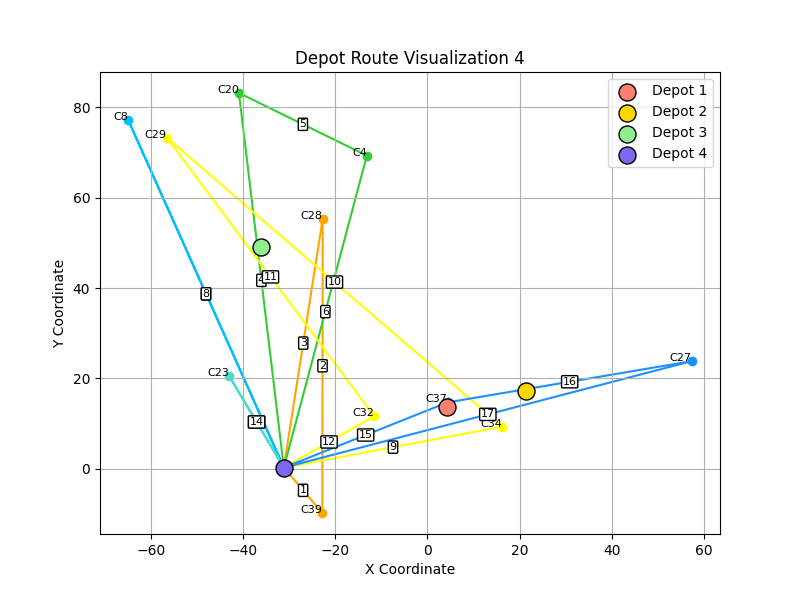 Depot Route Visualization 4
Depot 1
Depot 2
Depot 3
Depot 4
Y Coordinate
80
60
40
20
0
−60
−40
−20
0
20
40
60
X Coordinate
C20
C8
C29
C4
C28
C23
C27
C37
C32
C34
C39
5
11
4
10
8
6
3
2
16
14
17
15
12
9
1